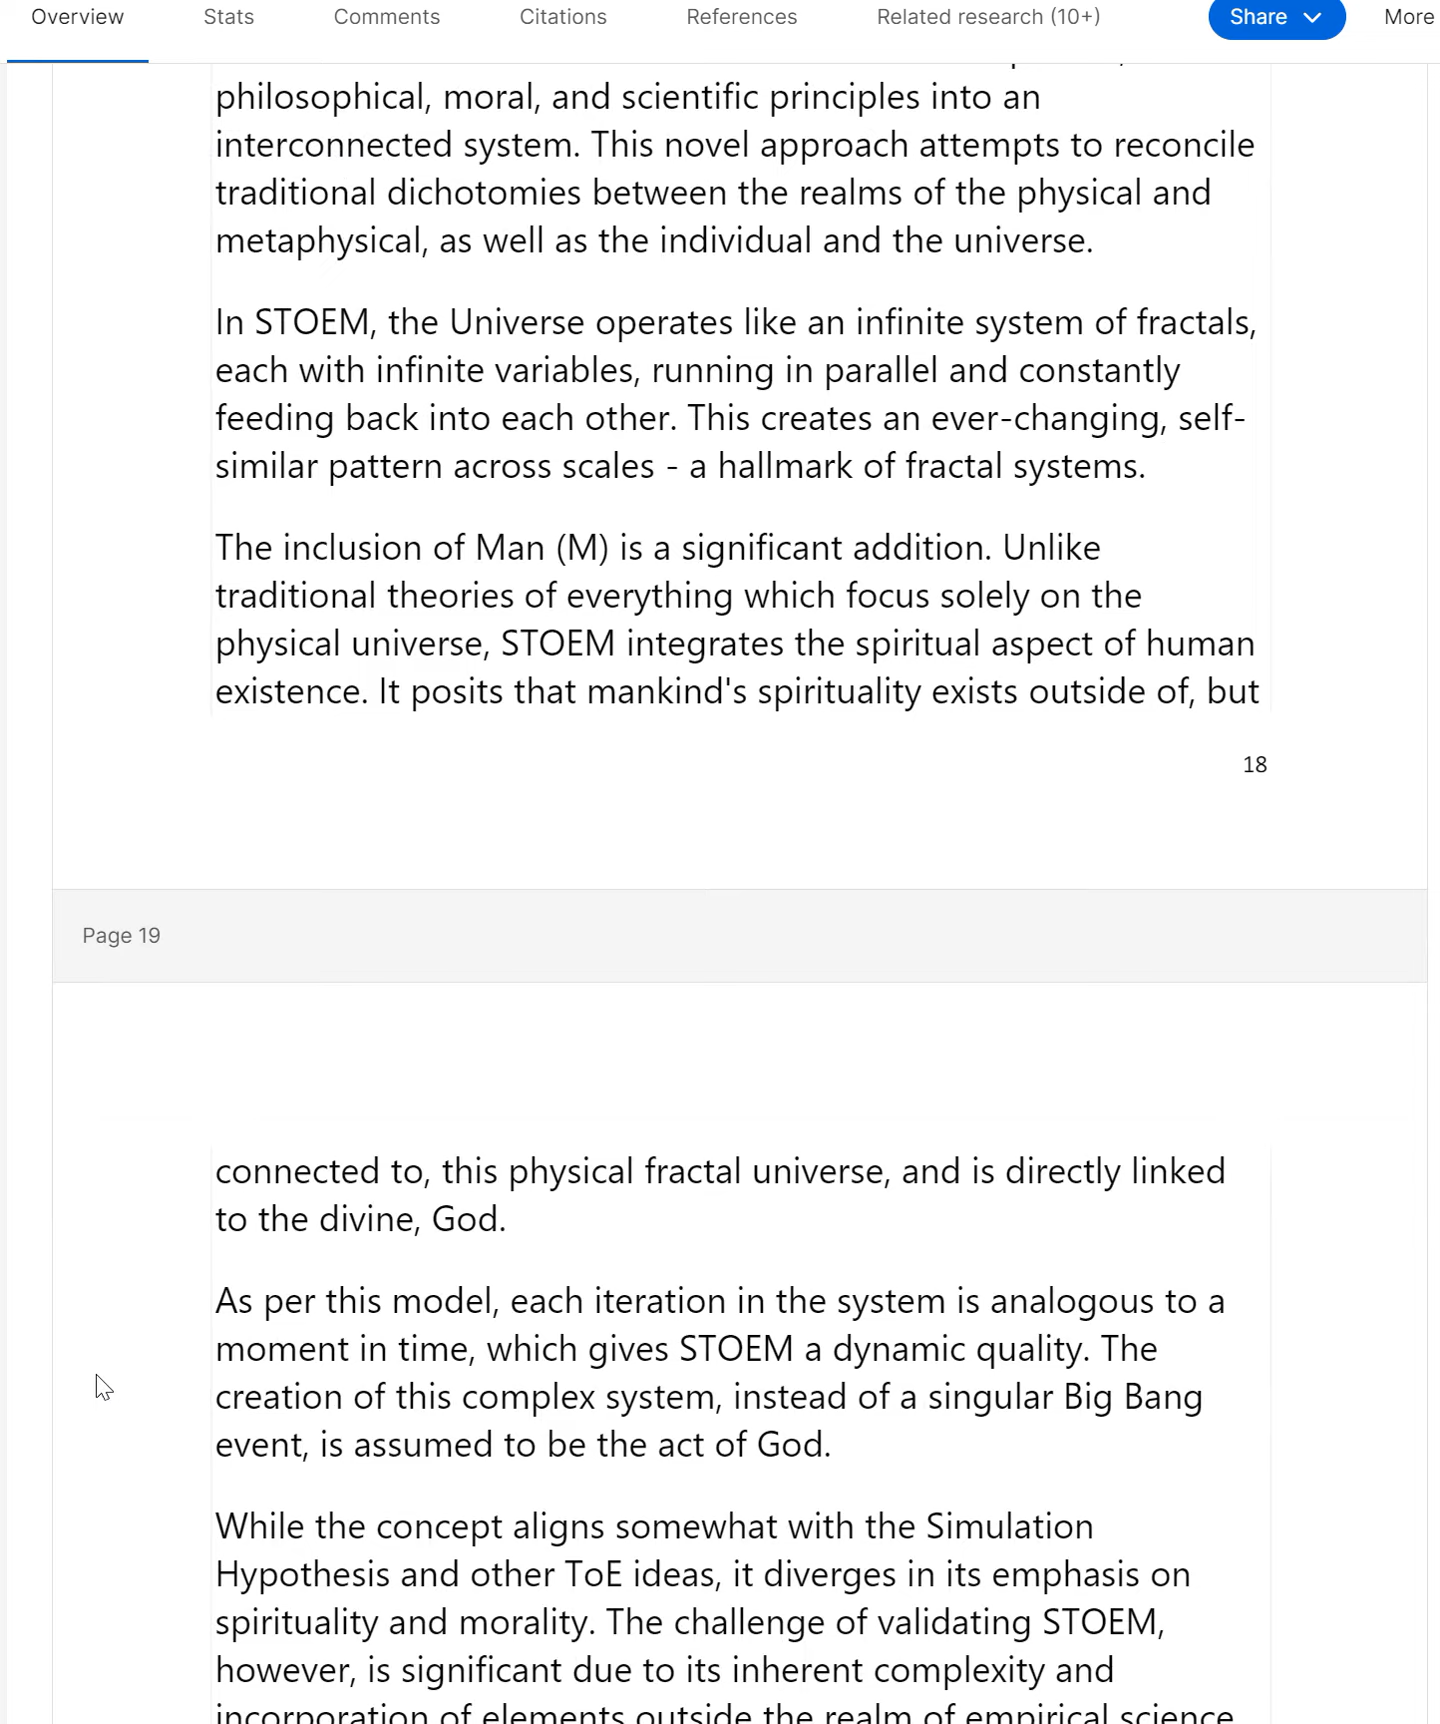 Overview Stats Comments Citations References Related research (10+) Share More
philosophical, moral, and scientific principles into an
interconnected system. This novel approach attempts to reconcile
traditional dichotomies between the realms of the physical and
metaphysical, as well as the individual and the universe.
In STOEM, the Universe operates like an infinite system of fractals,
each with infinite variables, running in parallel and constantly
feeding back into each other. This creates an ever-changing, self-
similar pattern across scales - a hallmark of fractal systems.
The inclusion of Man (M) is a significant addition. Unlike
traditional theories of everything which focus solely on the
physical universe, STOEM integrates the spiritual aspect of human
existence. It posits that mankind's spirituality exists outside of, but
18
Page 19
connected to, this physical fractal universe, and is directly linked
to the divine, God.
As per this model, each iteration in the system is analogous to a
moment in time, which gives STOEM a dynamic quality. The
creation of this complex system, instead of a singular Big Bang
event, is assumed to be the act of God.
While the concept aligns somewhat with the Simulation
Hypothesis and other ToE ideas, it diverges in its emphasis on
spirituality and morality. The challenge of validating STOEM,
however, is significant due to its inherent complexity and
incorporation of elements outside the realm of empirical science